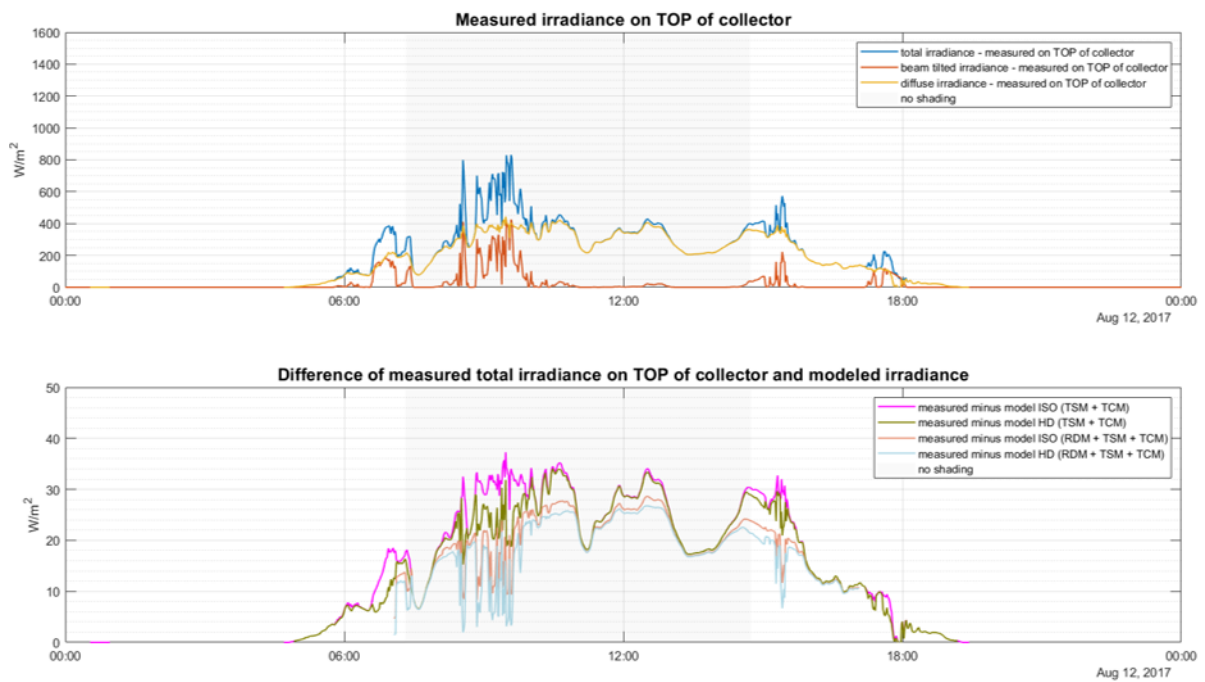 Measured irradiance on TOP of collector
1600
1400
1200
1000
800
600
400
200
0
W/m2
total irradiance - measured on TOP of collector
beam tilted irradiance - measured on TOP of collector
diffuse irradiance - measured on TOP of collector
no shading
00:00 06:00 12:00 18:00 00:00
Aug 12, 2017
Difference of measured total irradiance on TOP of collector and modeled irradiance
50
40
30
20
10
0
W/m2
measured minus model ISO (TSM + TCM)
measured minus model HD (TSM + TCM)
measured minus model ISO (RDM + TSM + TCM)
measured minus model HD (RDM + TSM + TCM)
no shading
00:00 06:00 12:00 18:00 00:00
Aug 12, 2017